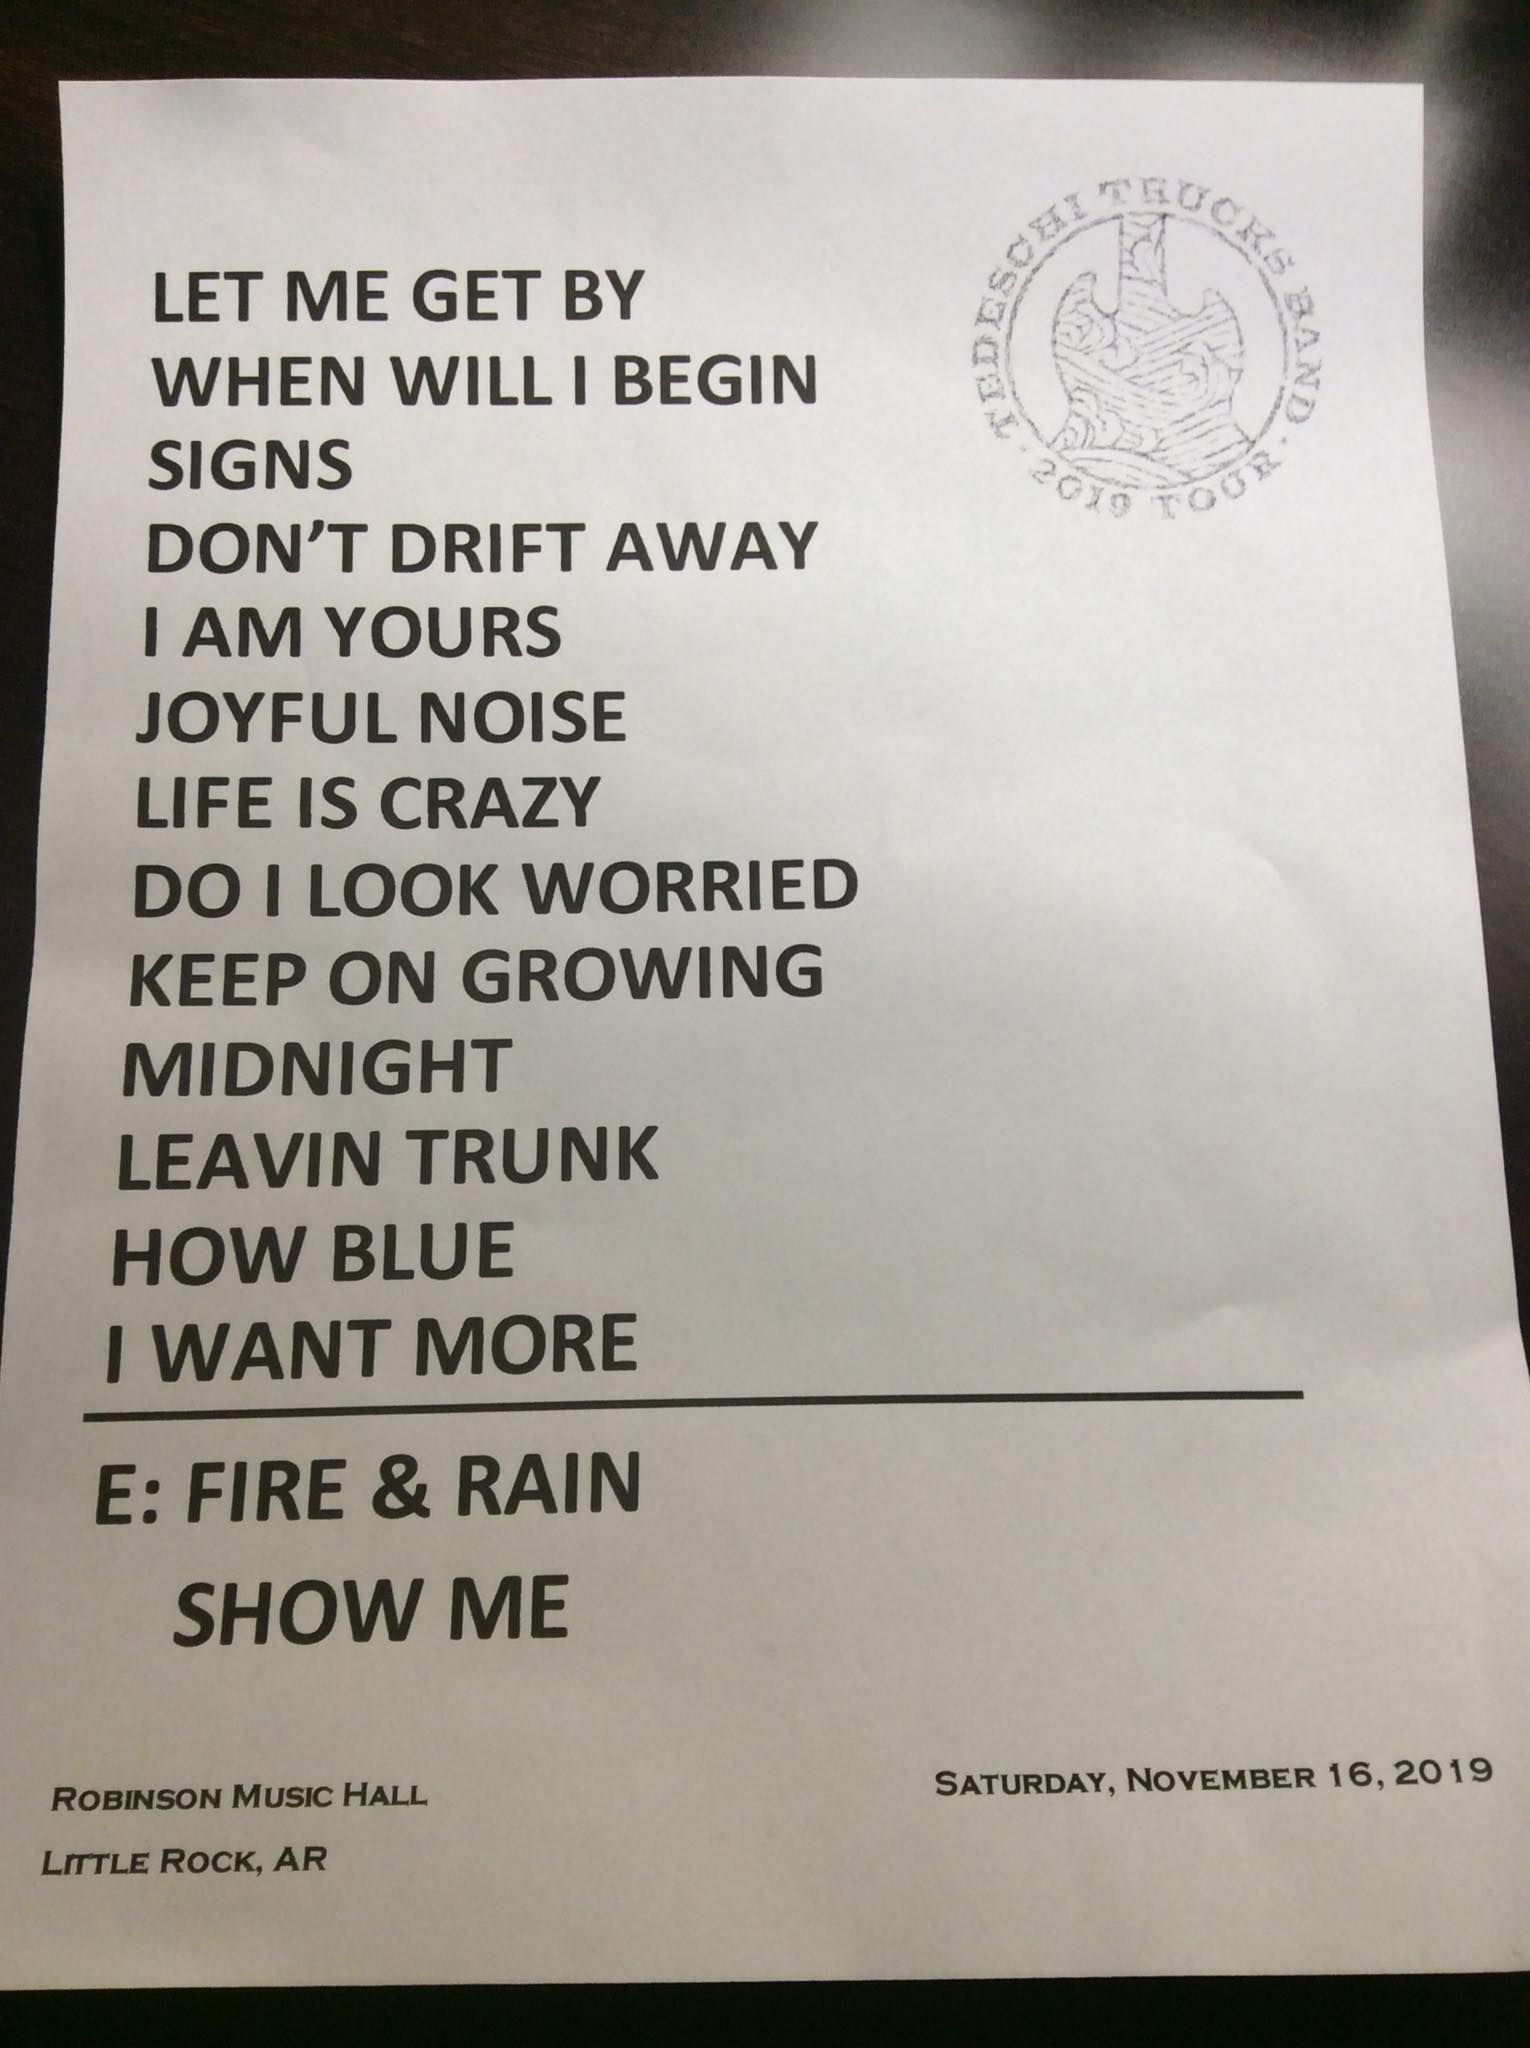 TEDESCHI TRUCKS BAND
· 2019 TOUR ·
LET ME GET BY
WHEN WILL I BEGIN
SIGNS
DON’T DRIFT AWAY
I AM YOURS
JOYFUL NOISE
LIFE IS CRAZY
DO I LOOK WORRIED
KEEP ON GROWING
MIDNIGHT
LEAVIN TRUNK
HOW BLUE
I WANT MORE
E: FIRE & RAIN
SHOW ME
ROBINSON MUSIC HALL
LITTLE ROCK, AR
SATURDAY, NOVEMBER 16, 2019